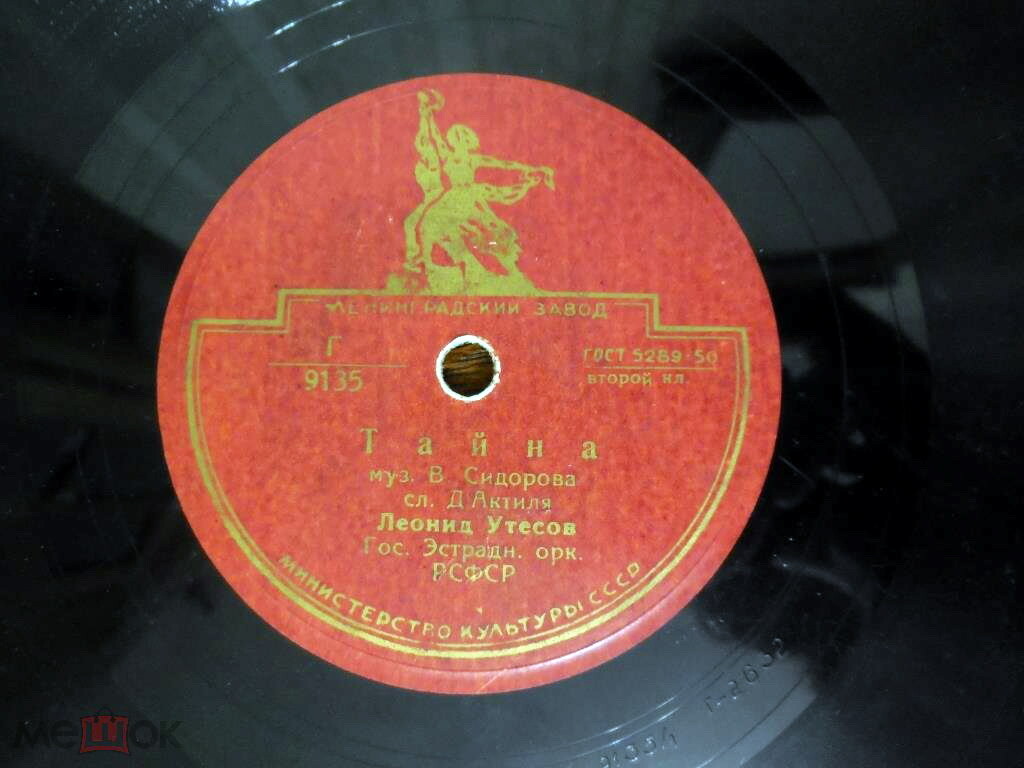 ЛЕНИНГРАДСКИЙ ЗАВОД
Г
9135
ГОСТ 5289-50
ВТОРОЙ КЛ.
Тайна
муз. В Сидорова
сл. Д Актиля
Леонид Утесов
Гос. Эстрадн. орк.
РСФСР
МИНИСТЕРСТВО КУЛЬТУРЫ СССР
мешок